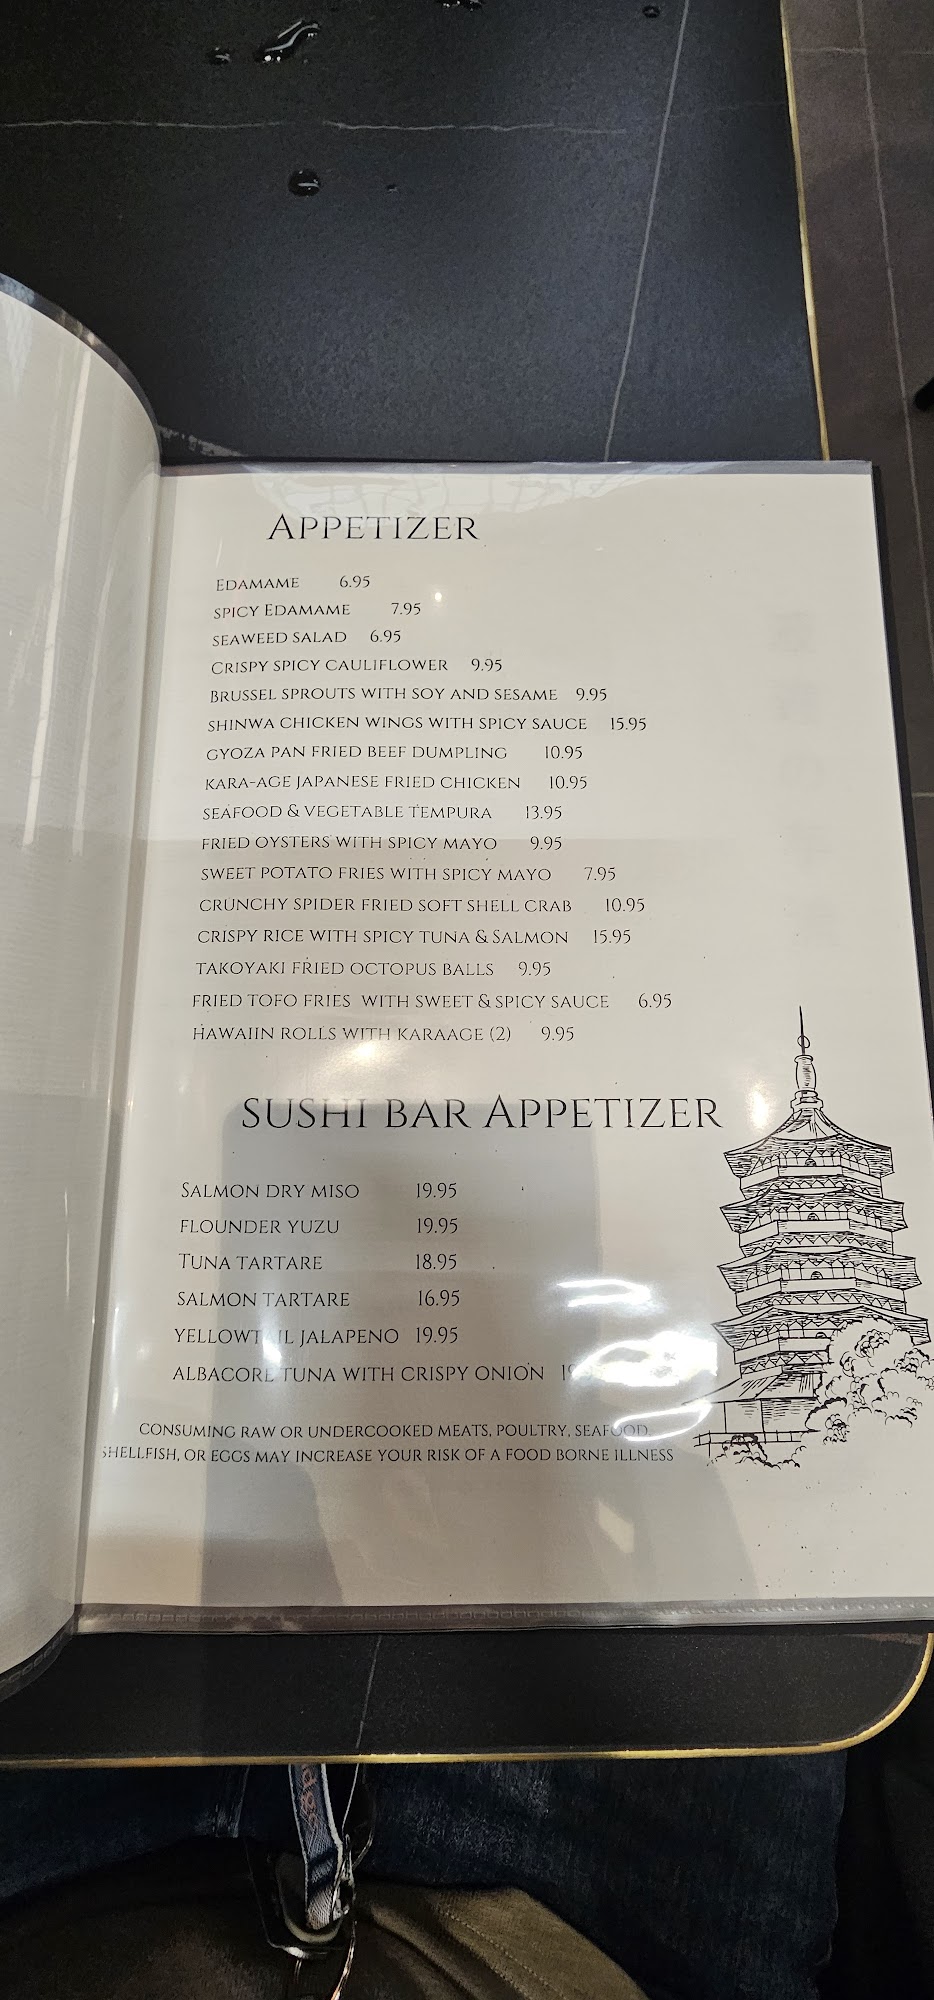 APPETIZER
EDAMAME 6.95
SPICY EDAMAME 7.95
SEAWEED SALAD 6.95
CRISPY SPICY CAULIFLOWER 9.95
BRUSSEL SPROUTS WITH SOY AND SESAME 9.95
SHINWA CHICKEN WINGS WITH SPICY SAUCE 15.95
GYOZA PAN FRIED BEEF DUMPLING 10.95
KARA-AGE JAPANESE FRIED CHICKEN 10.95
SEAFOOD & VEGETABLE TEMPURA 13.95
FRIED OYSTERS WITH SPICY MAYO 9.95
SWEET POTATO FRIES WITH SPICY MAYO 7.95
CRUNCHY SPIDER FRIED SOFT SHELL CRAB 10.95
CRISPY RICE WITH SPICY TUNA & SALMON 15.95
TAKOYAKI FRIED OCTOPUS BALLS 9.95
FRIED TOFO FRIES WITH SWEET & SPICY SAUCE 6.95
HAWAIIN ROLLS WITH KARAAGE (2) 9.95
SUSHI BAR APPETIZER
SALMON DRY MISO 19.95
FLOUNDER YUZU 19.95
TUNA TARTARE 18.95
SALMON TARTARE 16.95
YELLOWTAIL JALAPENO 19.95
ALBACORE TUNA WITH CRISPY ONION
CONSUMING RAW OR UNDERCOOKED MEATS, POULTRY, SEAFOOD,
SHELLFISH, OR EGGS MAY INCREASE YOUR RISK OF A FOOD BORNE ILLNESS